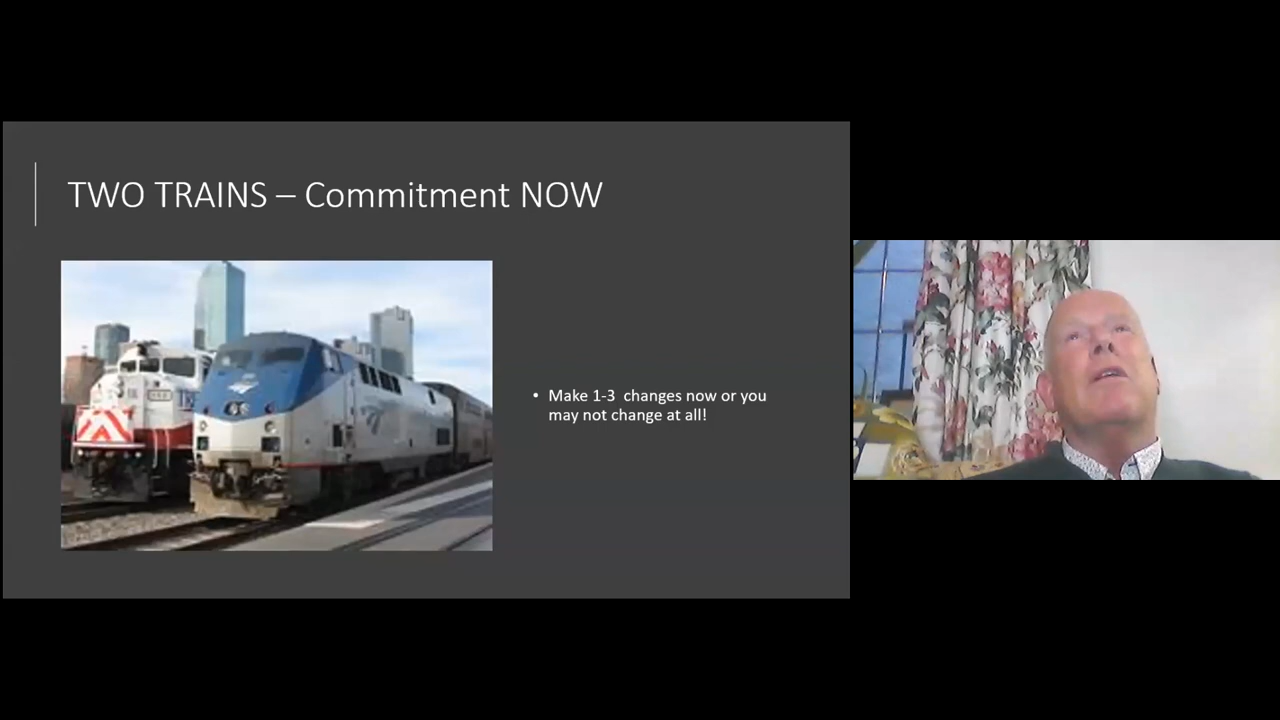 TWO TRAINS – Commitment NOW
• Make 1-3  changes now or you
may not change at all!